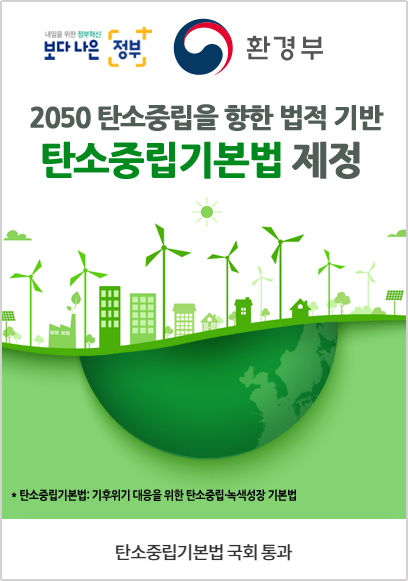 내일을 위한 정부혁신
보다 나은 정부
환경부
2050 탄소중립을 향한 법적 기반
탄소중립기본법 제정
* 탄소중립기본법: 기후위기 대응을 위한 탄소중립·녹색성장 기본법
탄소중립기본법 국회 통과